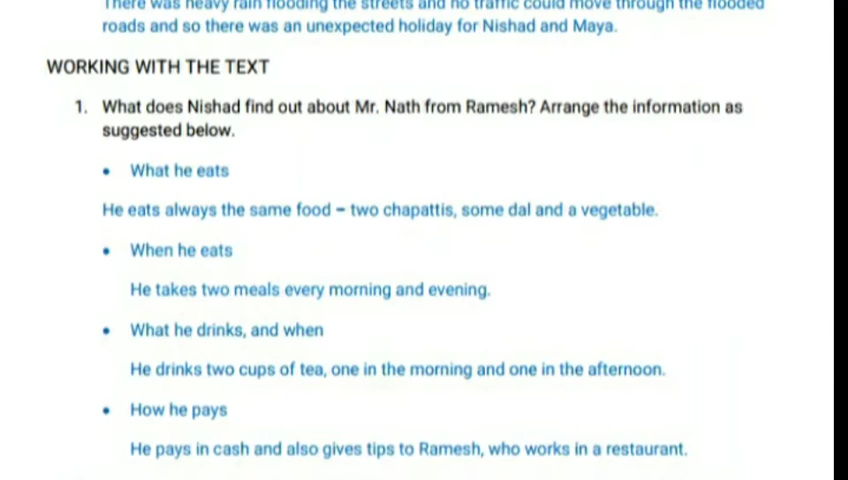 There was heavy rain flooding the streets and no traffic could move through the flooded
roads and so there was an unexpected holiday for Nishad and Maya.
WORKING WITH THE TEXT
1. What does Nishad find out about Mr. Nath from Ramesh? Arrange the information as
suggested below.
• What he eats
He eats always the same food – two chapattis, some dal and a vegetable.
• When he eats
He takes two meals every morning and evening.
• What he drinks, and when
He drinks two cups of tea, one in the morning and one in the afternoon.
• How he pays
He pays in cash and also gives tips to Ramesh, who works in a restaurant.